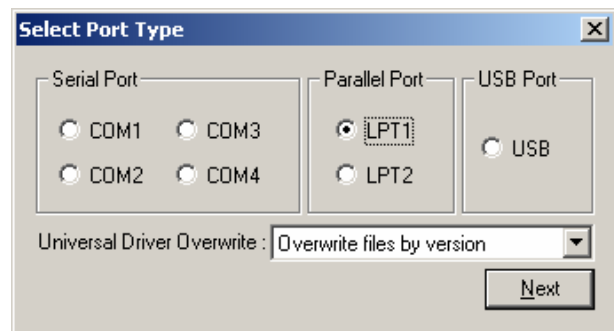 Select Port Type
Serial Port
Parallel Port
USB Port
COM1 COM3
LPT1
USB
COM2 COM4
LPT2
Universal Driver Overwrite : Overwrite files by version
Next